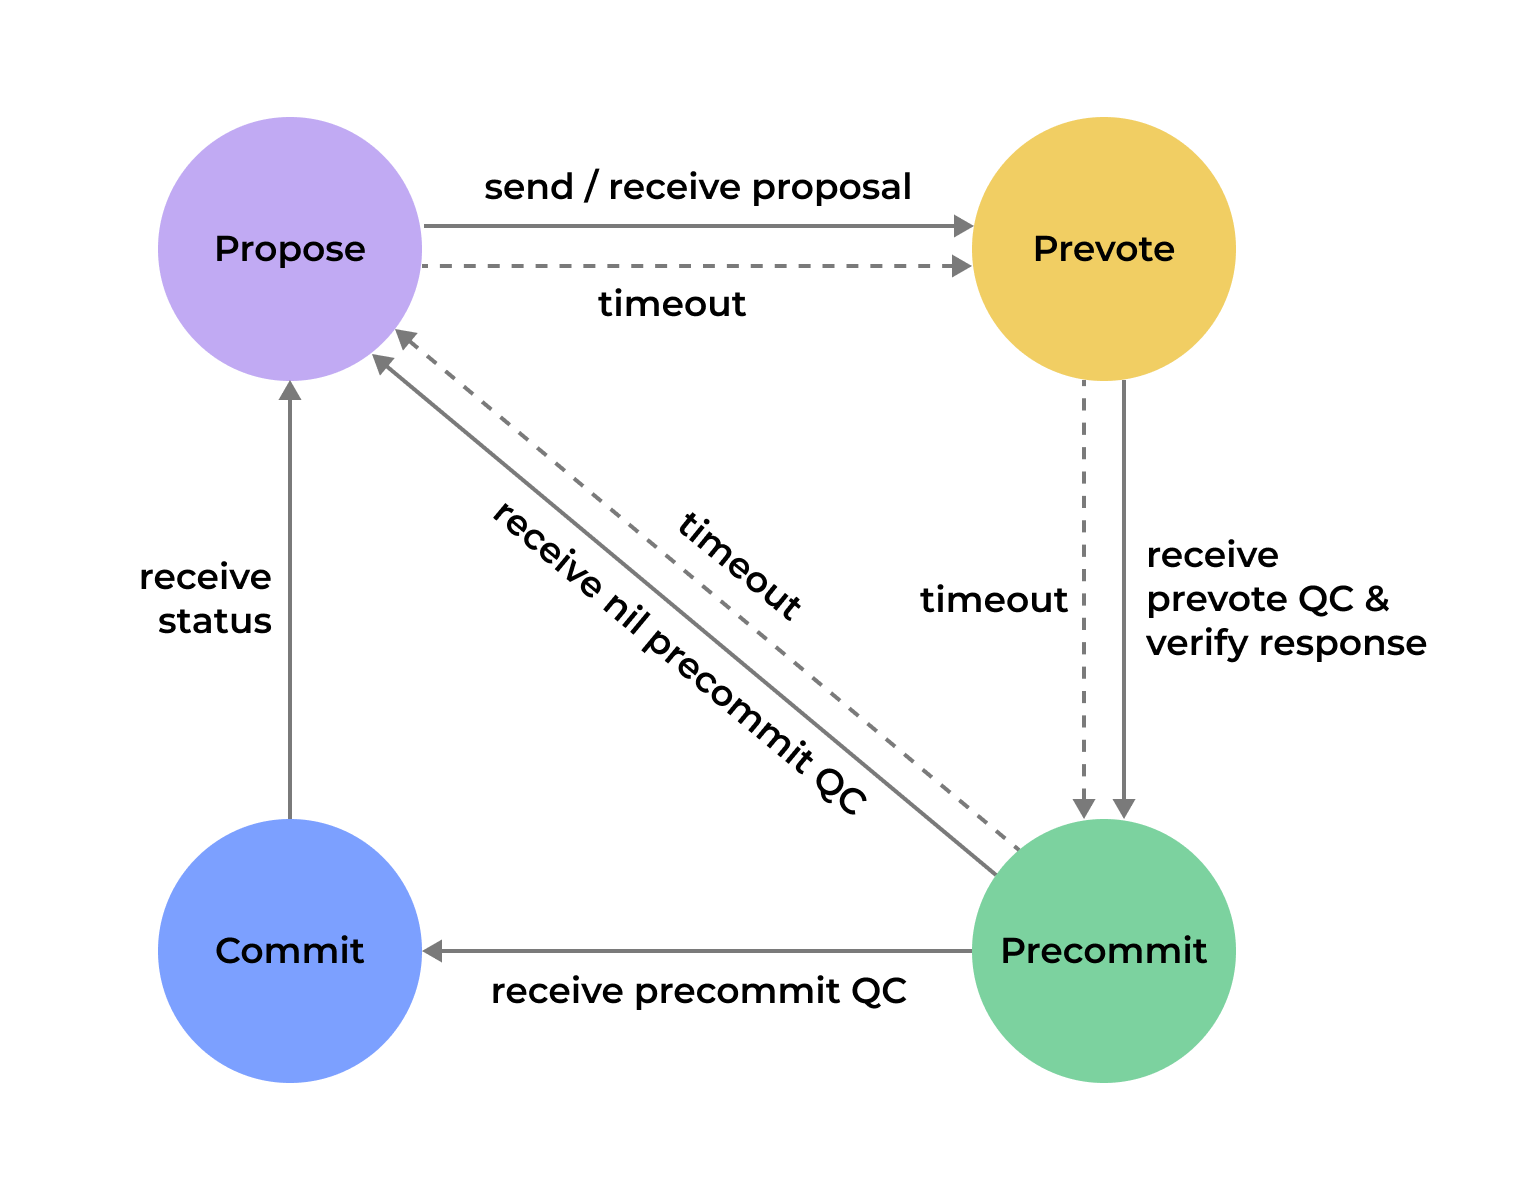 send / receive proposal
Propose
Prevote
timeout
timeout
receive nil precommit QC
receive
status
timeout
receive
prevote QC &
verify response
Commit
Precommit
receive precommit QC